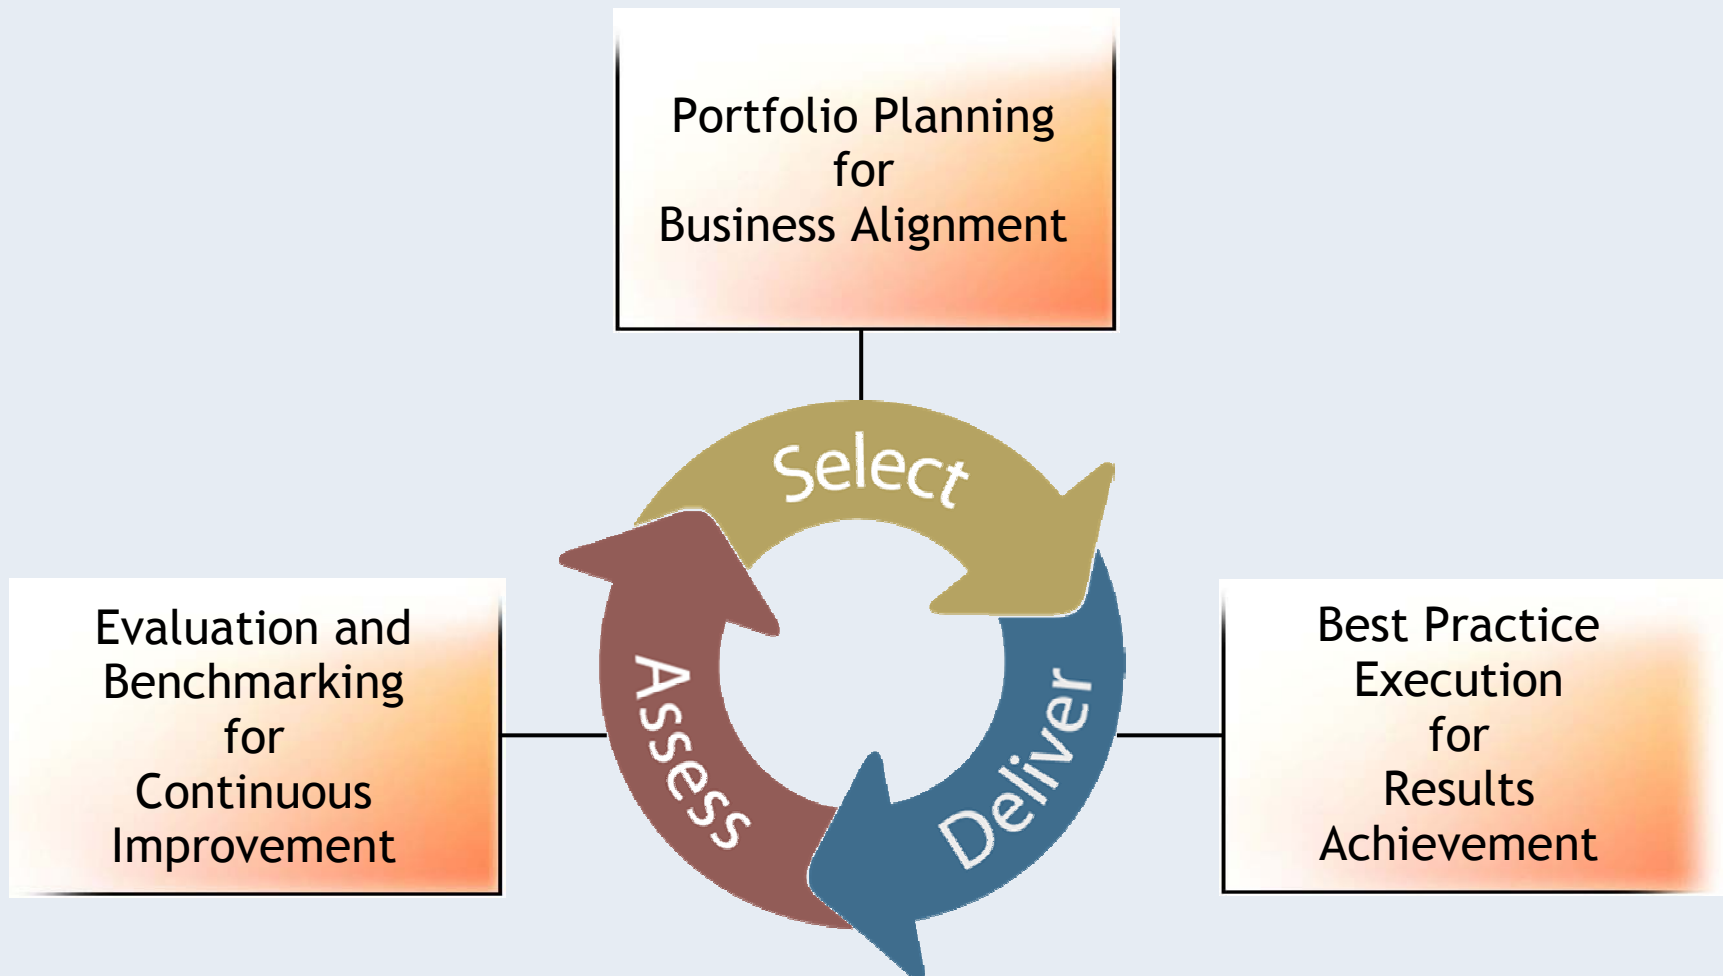 Portfolio Planning
for
Business Alignment
Select
Evaluation and
Benchmarking
for
Continuous
Improvement
Assess
Deliver
Best Practice
Execution
for
Results
Achievement